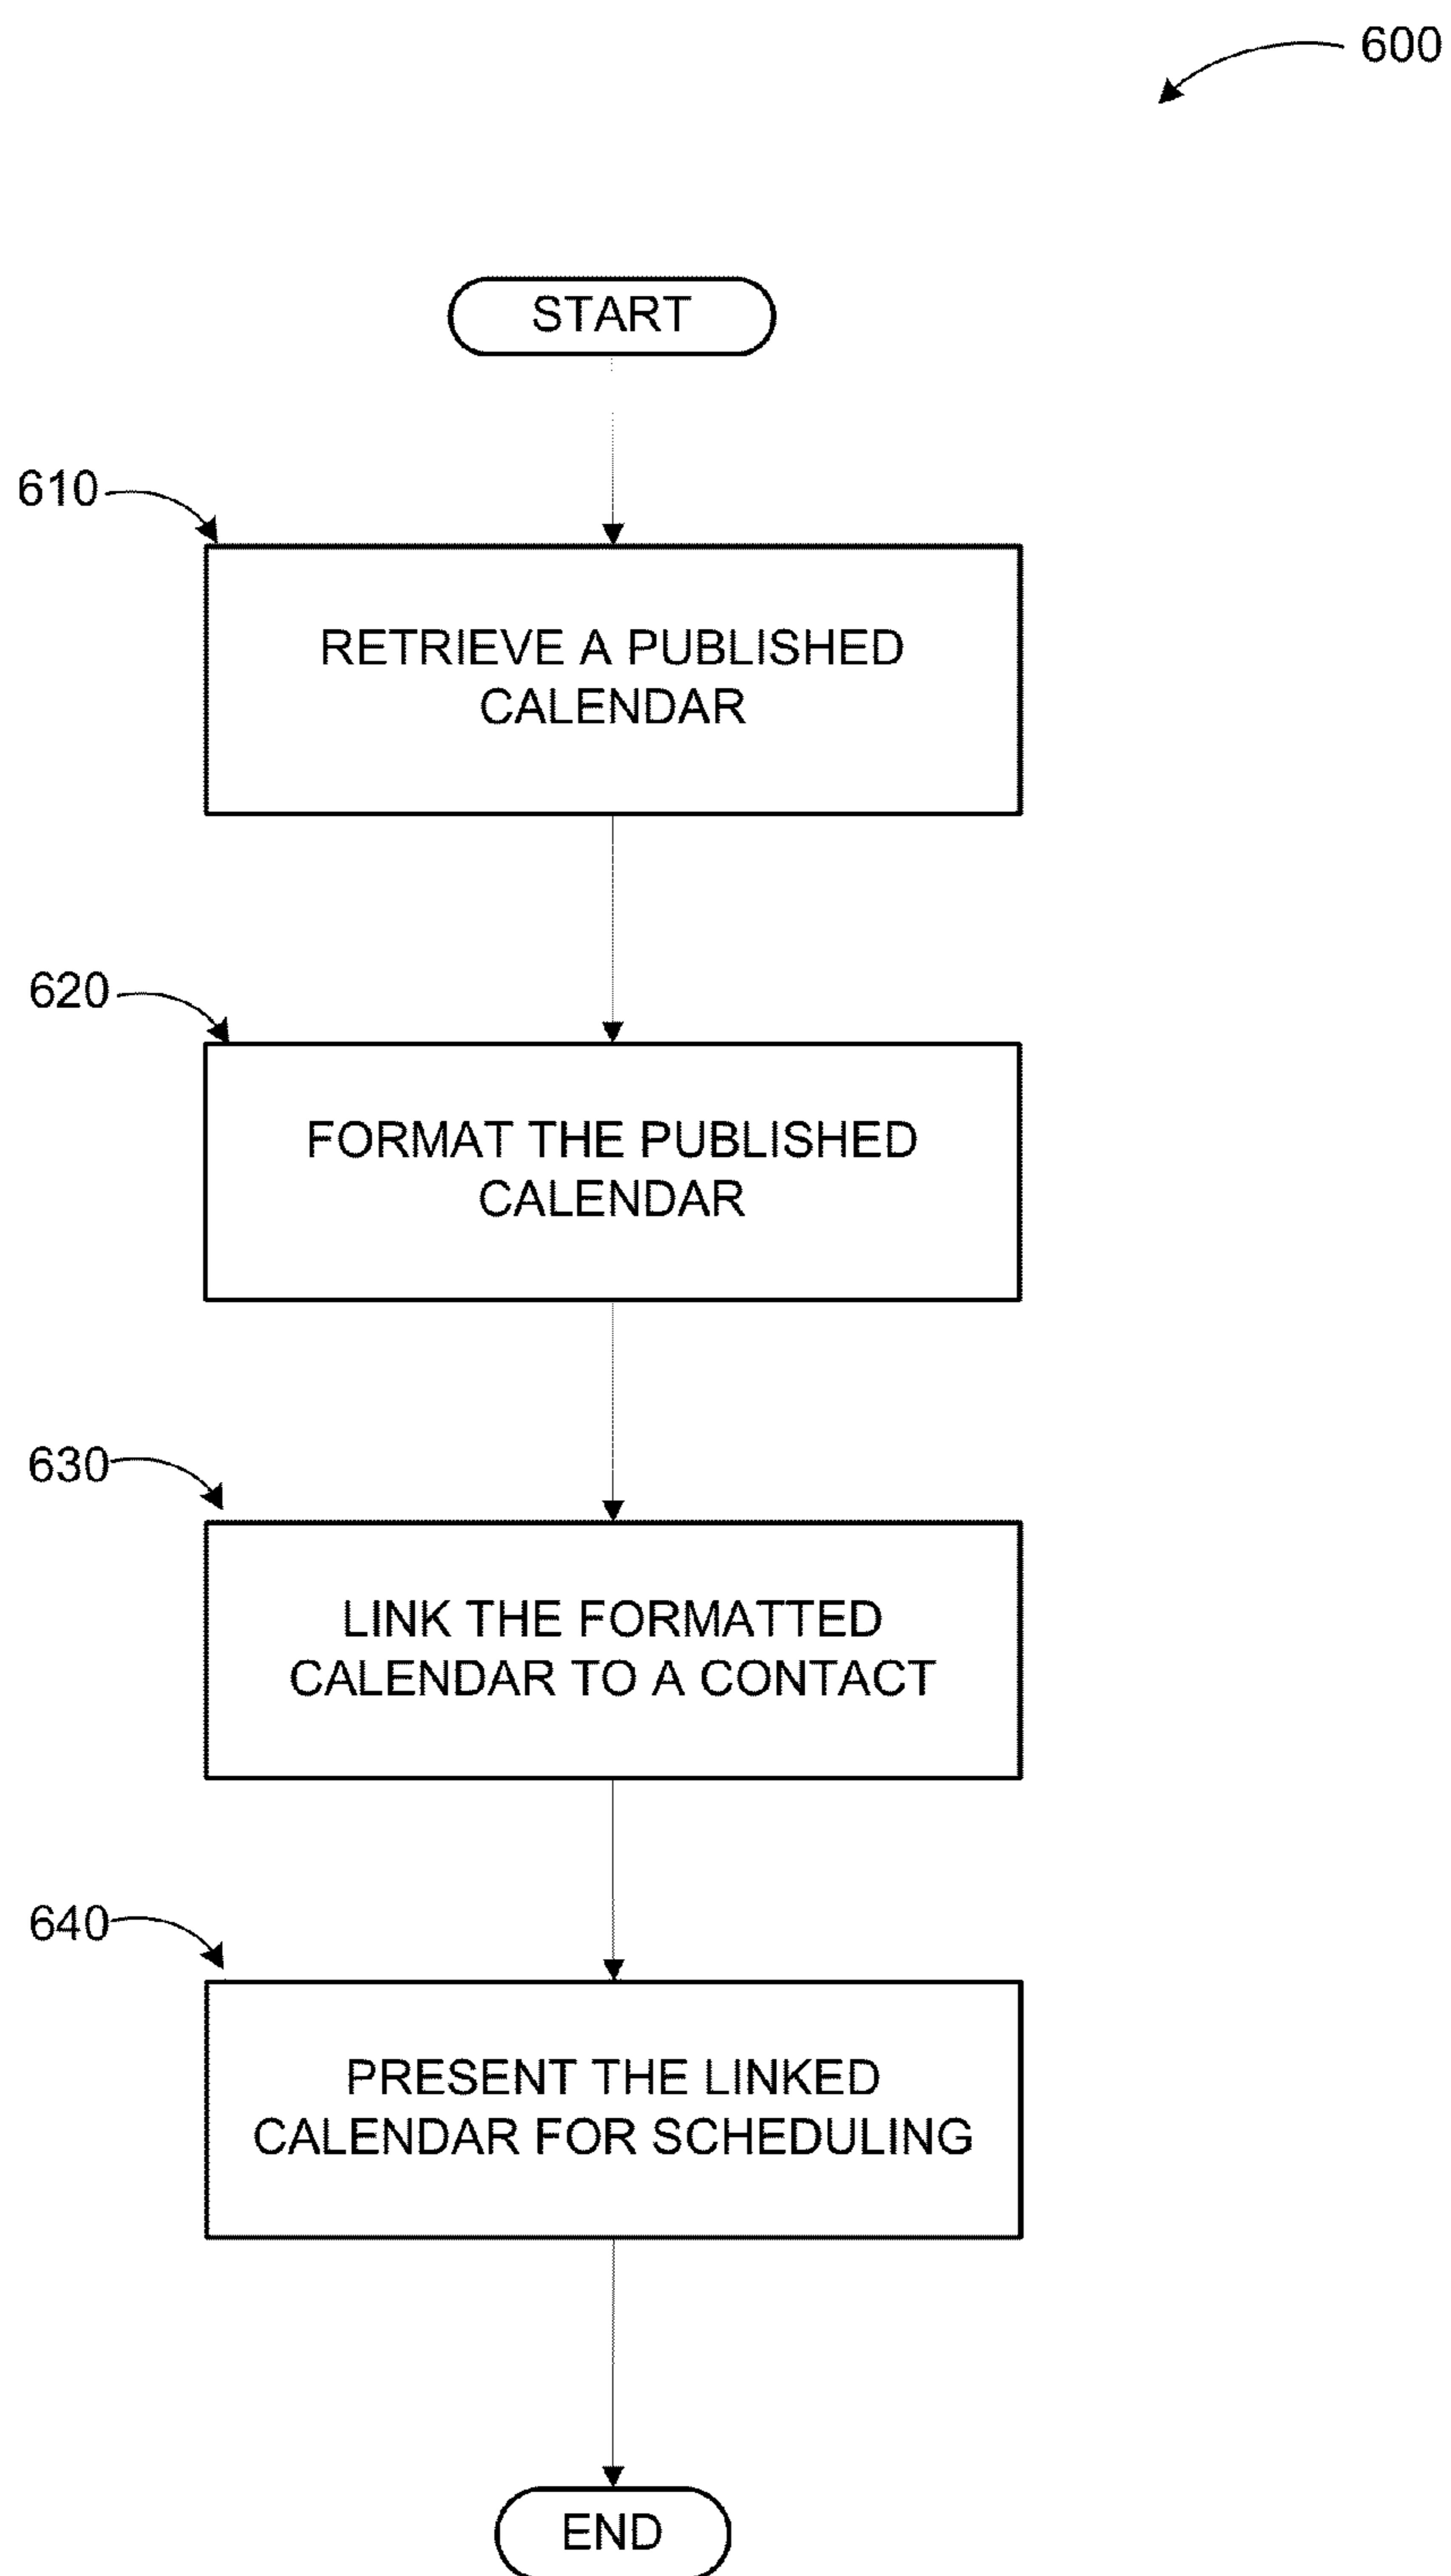 600
START
610
RETRIEVE A PUBLISHED
CALENDAR
620
FORMAT THE PUBLISHED
CALENDAR
630
LINK THE FORMATTED
CALENDAR TO A CONTACT
640
PRESENT THE LINKED
CALENDAR FOR SCHEDULING
END